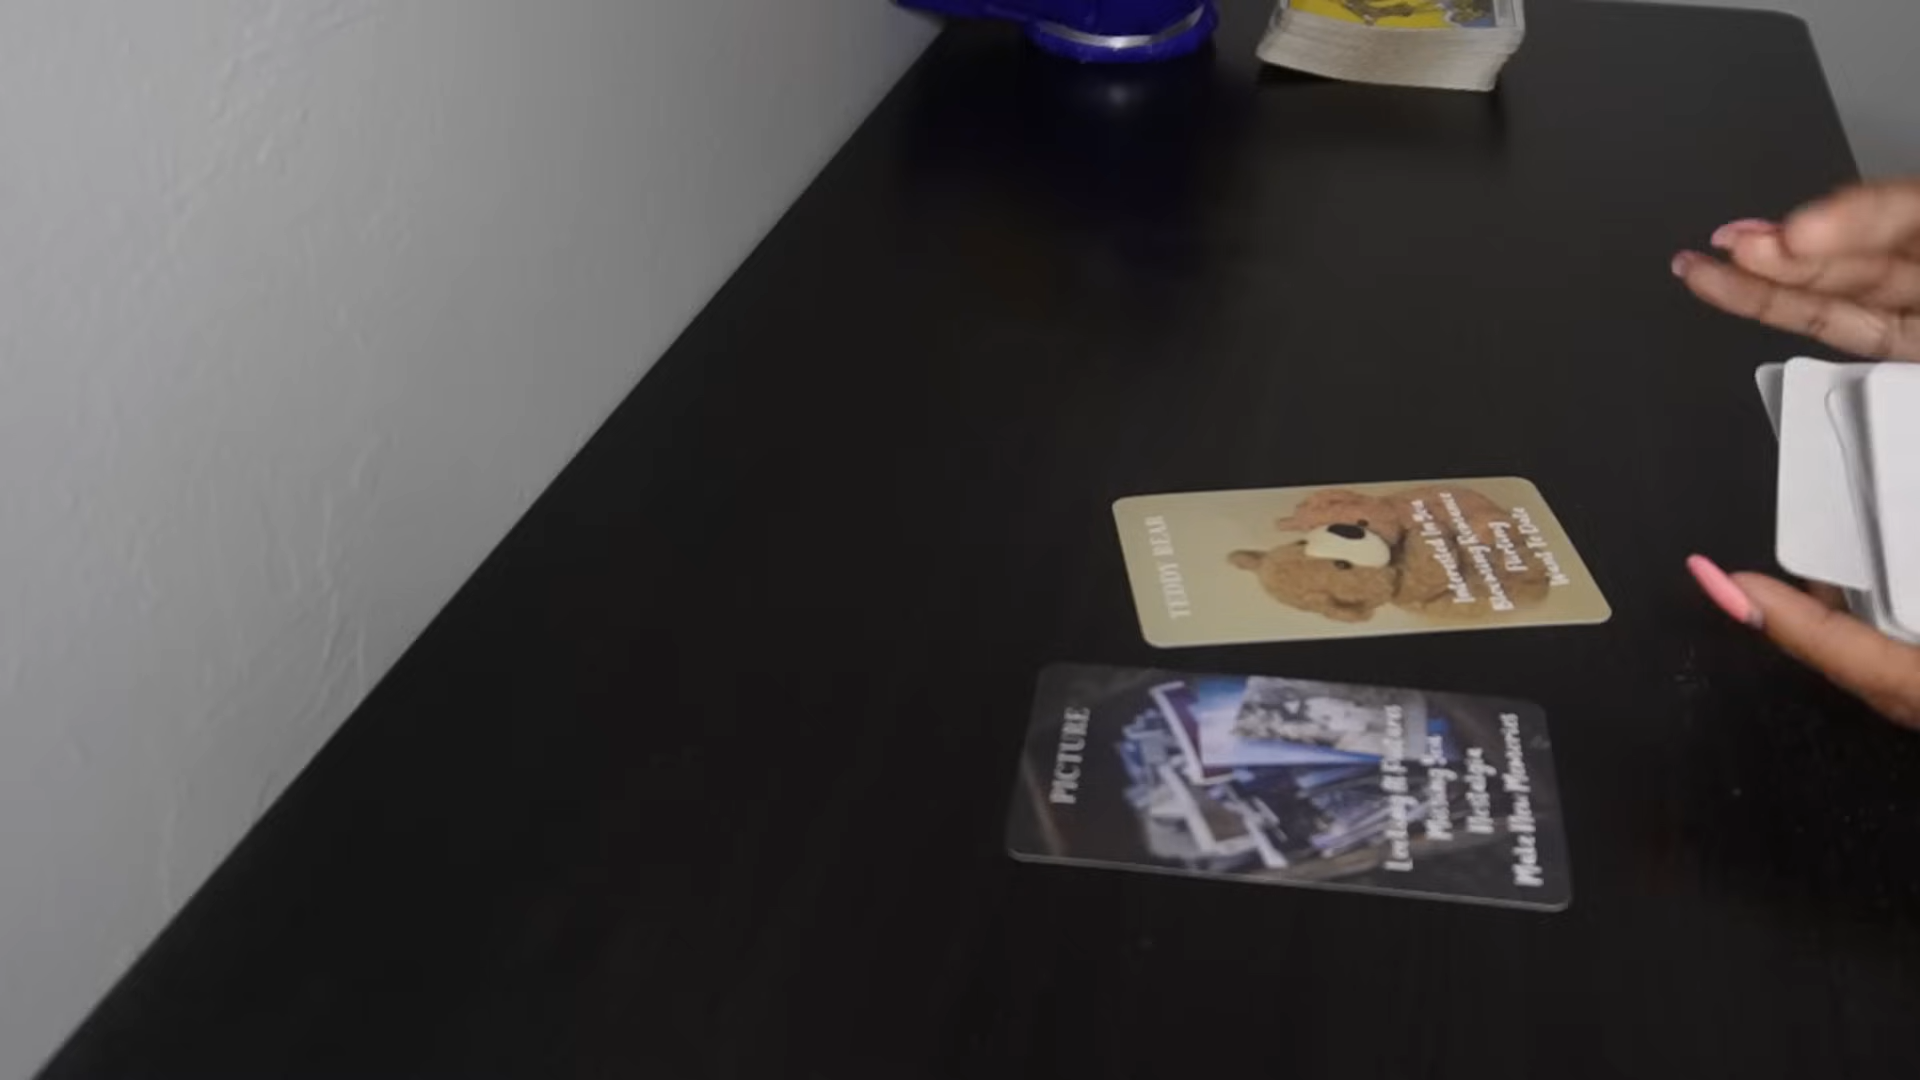 TEDDY BEAR
Interested In You
Blooming Romance
Flirting
Want To Date
PICTURE
Looking At Pictures
Missing You
Nostalgia
Make New Memories